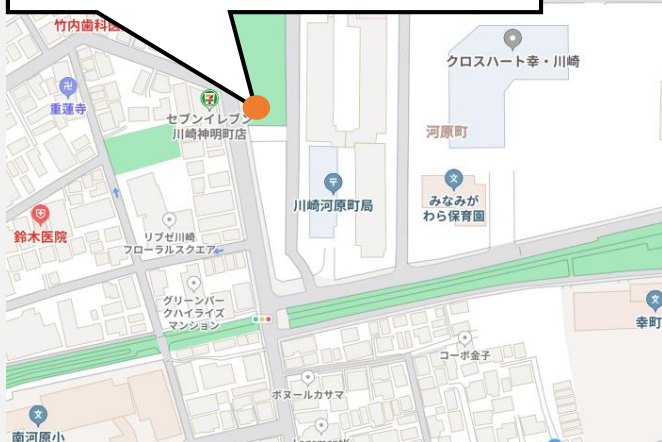 竹内歯科医
クロスハート幸・川崎
重蓮寺
セブンイレブン
川崎神明町店
河原町
川崎河原町局
みなみが
わら保育園
鈴木医院
リブゼ川崎
フローラルスクエア
グリーンパー
クハイライズ
マンション
幸町
コーポ金子
ボヌールカサマ
南河原小